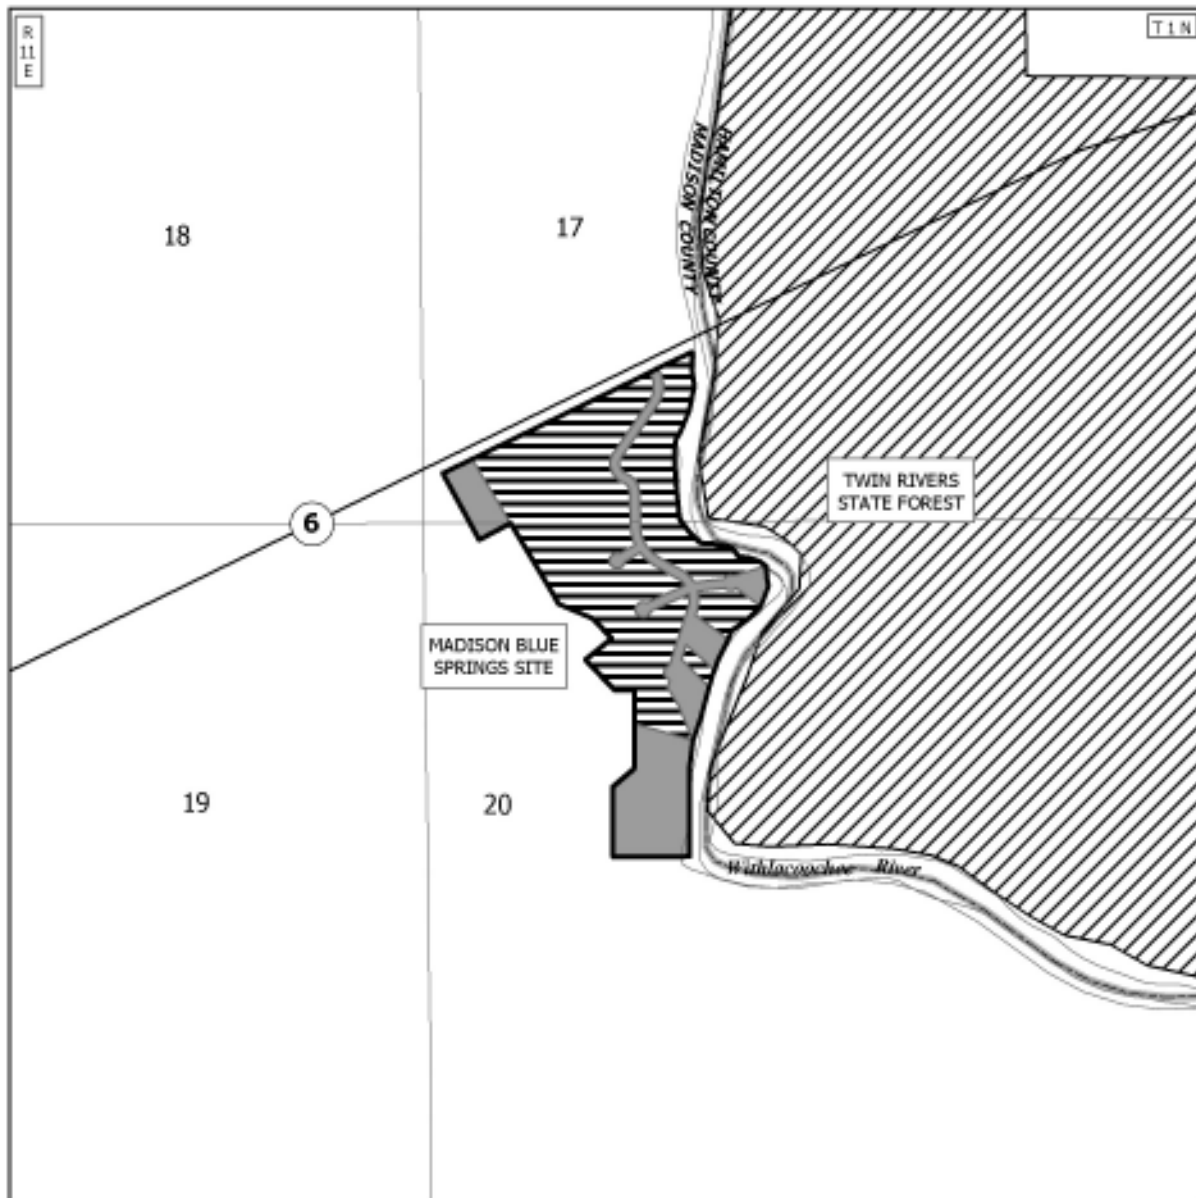 R
11
E
T 1 N
HAMILTON COUNTY
MADISON COUNTY
18
17
TWIN RIVERS
STATE FOREST
6
MADISON BLUE
SPRINGS SITE
19
20
Withlacoochee River